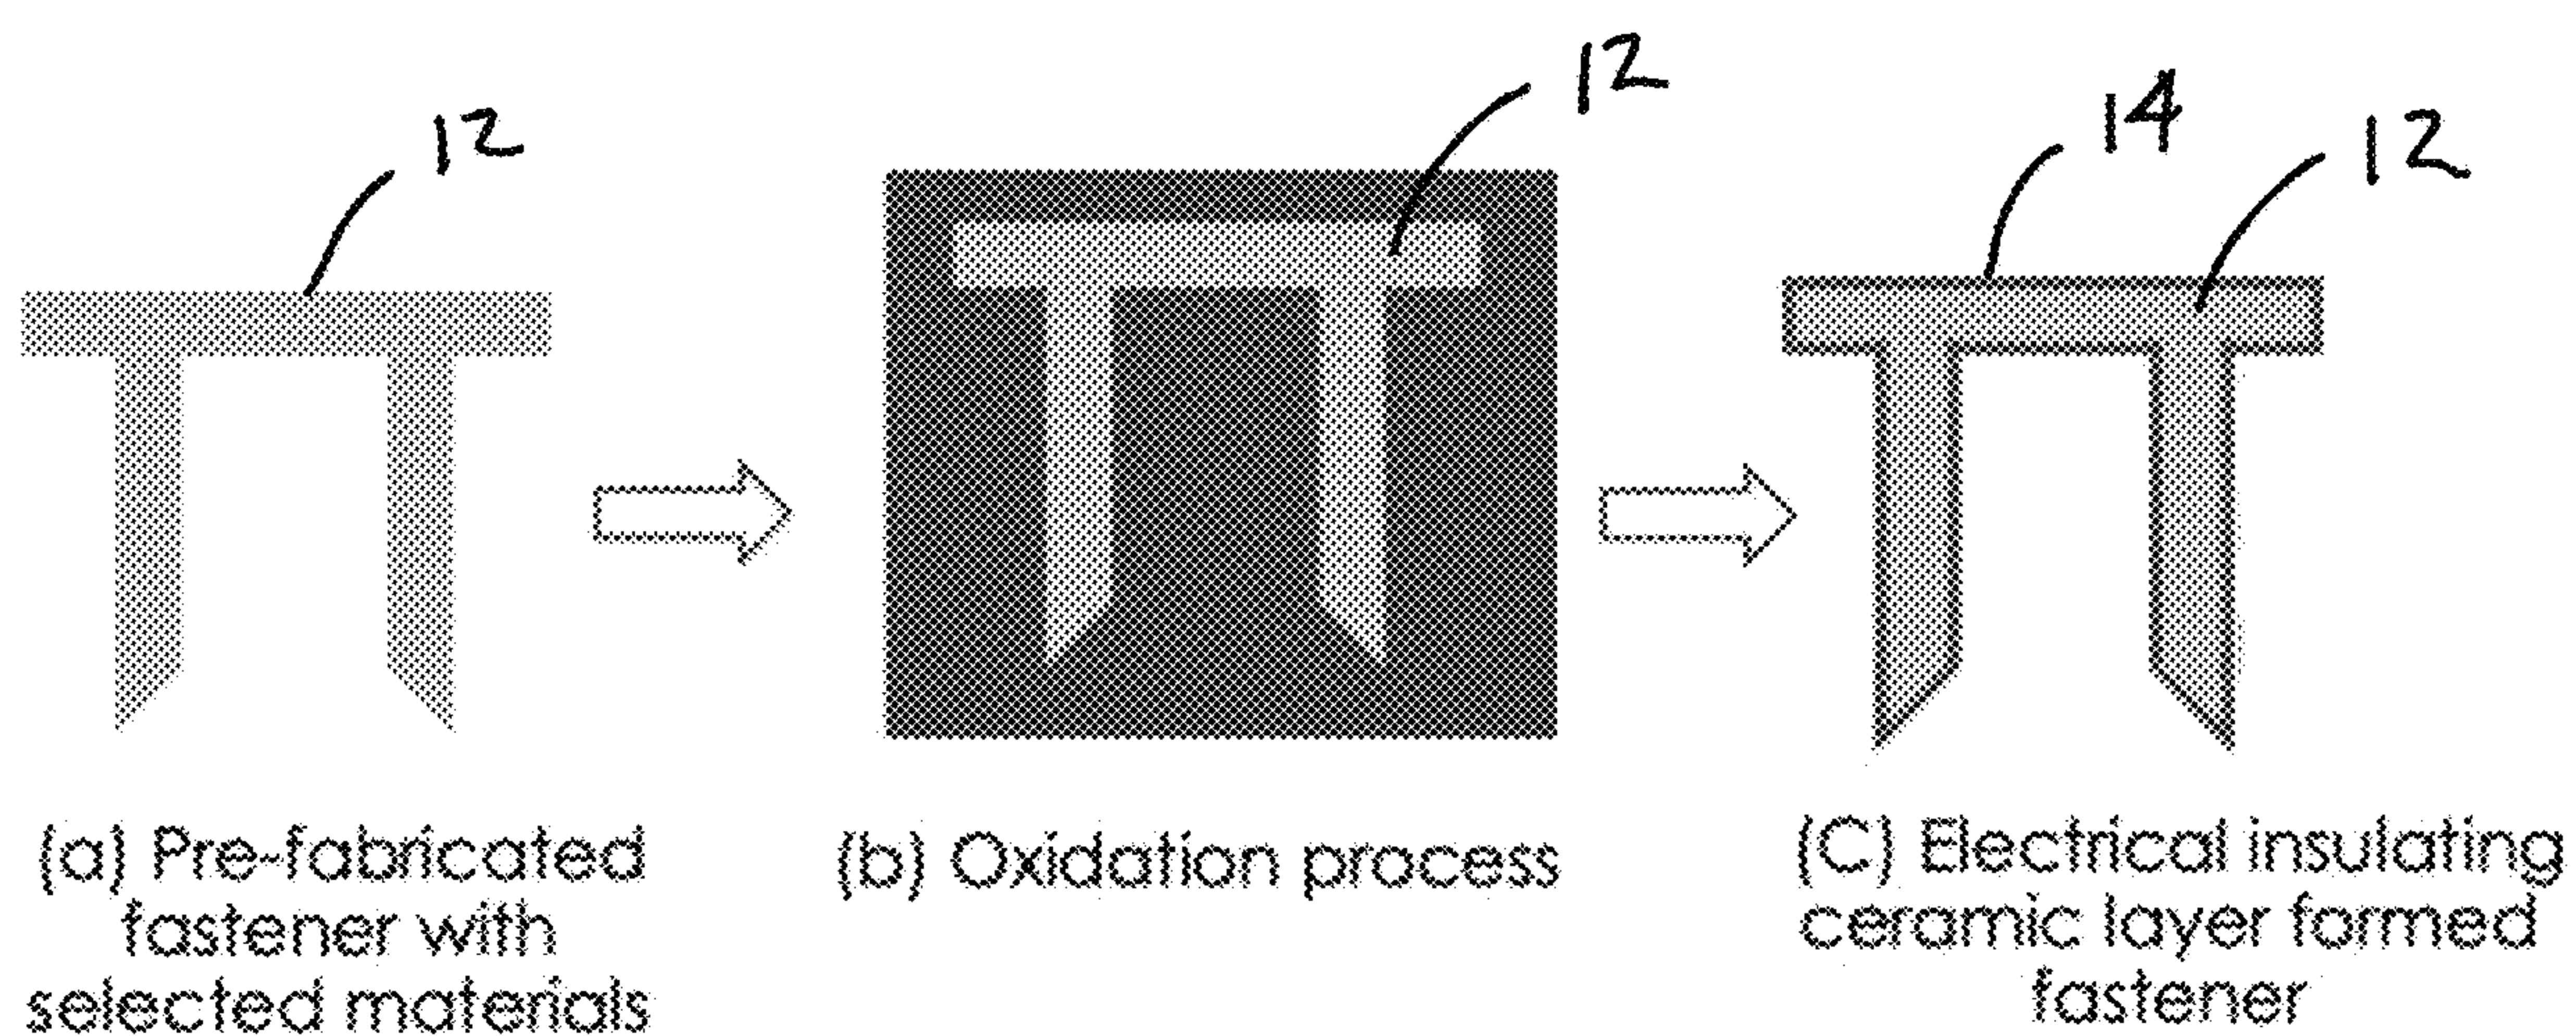 12
12
14
12
(a) Pre-fabricated
fastener with
selected materials
(b) Oxidation process
(C) Electrical insulating
ceramic layer formed
fastener